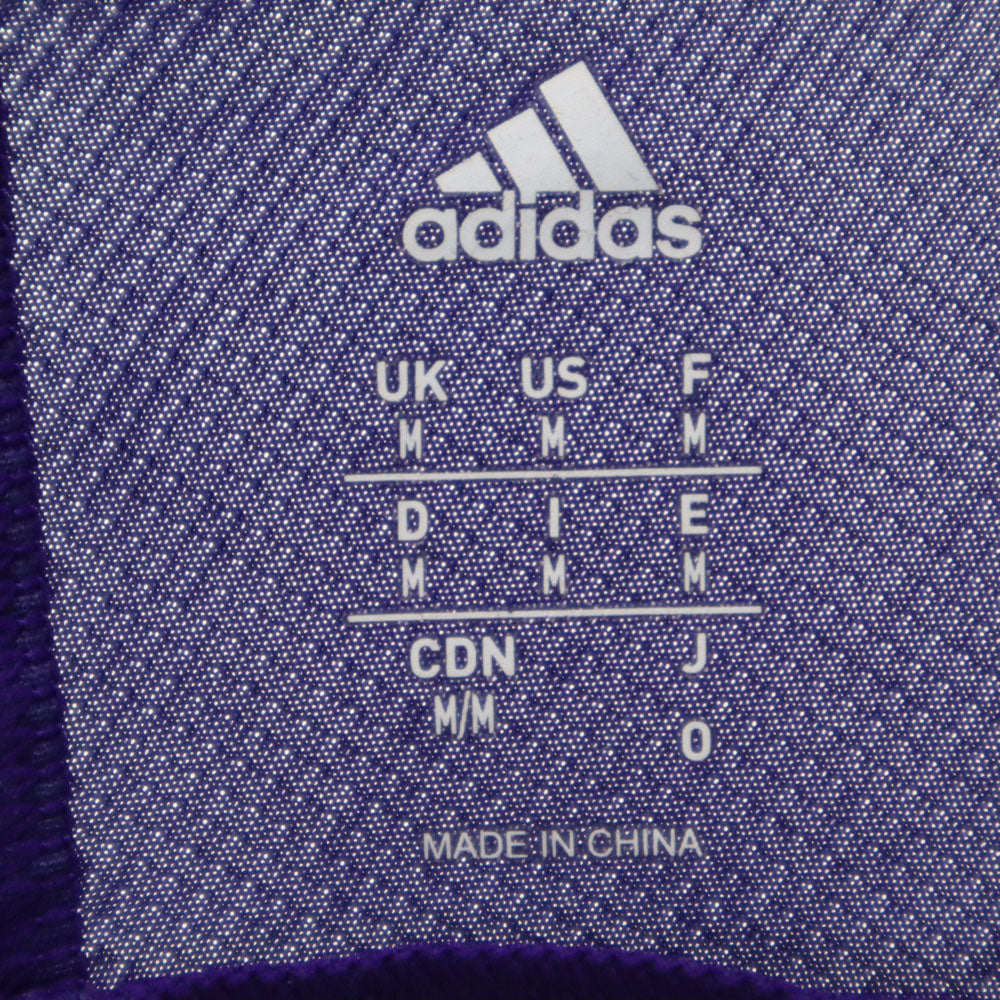 adidas
UK US F
M M M
D I E
M M M
CDN J
M/M
O
MADE IN CHINA